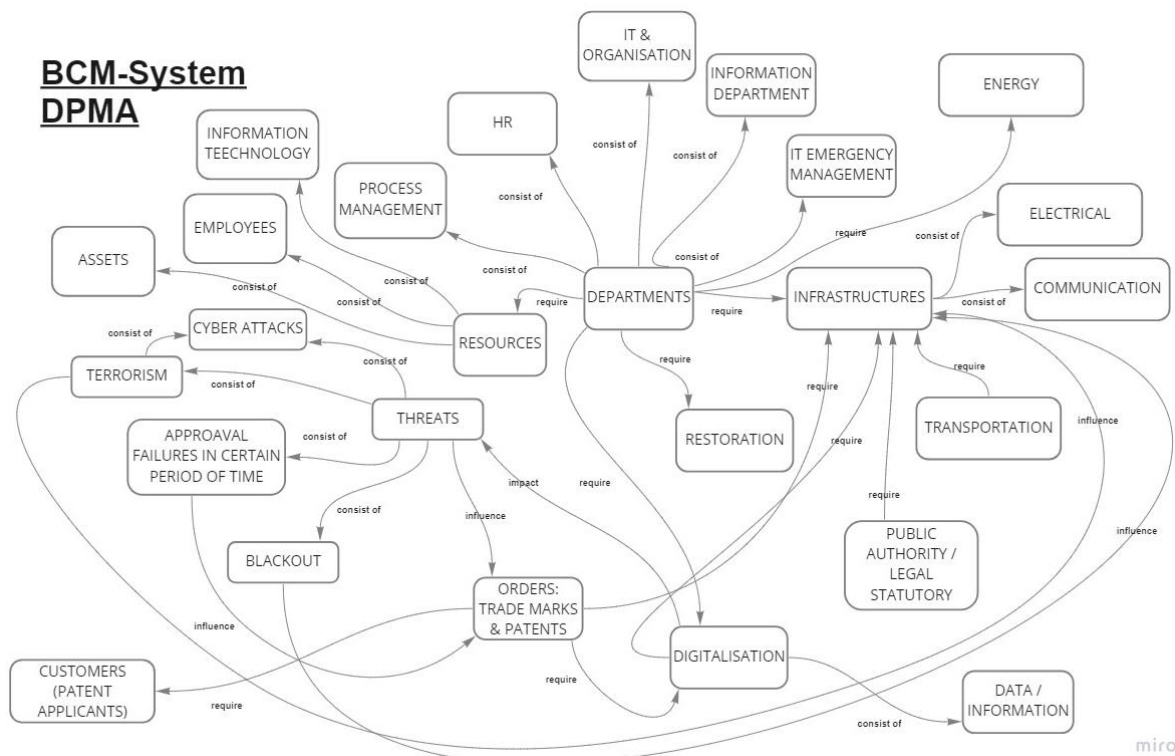 BCM-System
DPMA
IT &
ORGANISATION
INFORMATION
DEPARTMENT
ENERGY
HR
INFORMATION
TEECHNOLOGY
consist of
consist of
IT EMERGENCY
MANAGEMENT
PROCESS
MANAGEMENT
consist of
consist of
EMPLOYEES
ELECTRICAL
require
consist of
ASSETS
consist of
consist of
consist of
consist of
DEPARTMENTS
INFRASTRUCTURES
COMMUNICATION
consist of
require
require
consist of
CYBER ATTACKS
consist of
RESOURCES
TERRORISM
consist of
consist of
require
require
require
THREATS
influence
APPROAVAL
FAILURES IN CERTAIN
PERIOD OF TIME
consist of
RESTORATION
require
TRANSPORTATION
impact
require
consist of
influence
require
influence
PUBLIC
AUTHORITY /
LEGAL
STATUTORY
BLACKOUT
ORDERS:
TRADE MARKS
& PATENTS
influence
DIGITALISATION
CUSTOMERS
(PATENT
APPLICANTS)
require
require
DATA /
INFORMATION
consist of
miro